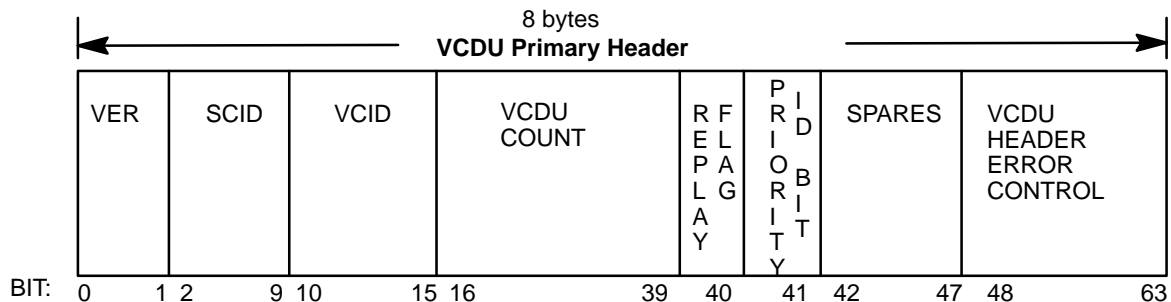 8 bytes
VCDU Primary Header
VER
SCID
VCID
VCDU
COUNT
REPLAY
FLAG
PRIORITY
ID BIT
SPARES
VCDU
HEADER
ERROR
CONTROL
BIT: 0 1 2 9 10 15 16 39 40 41 42 47 48 63